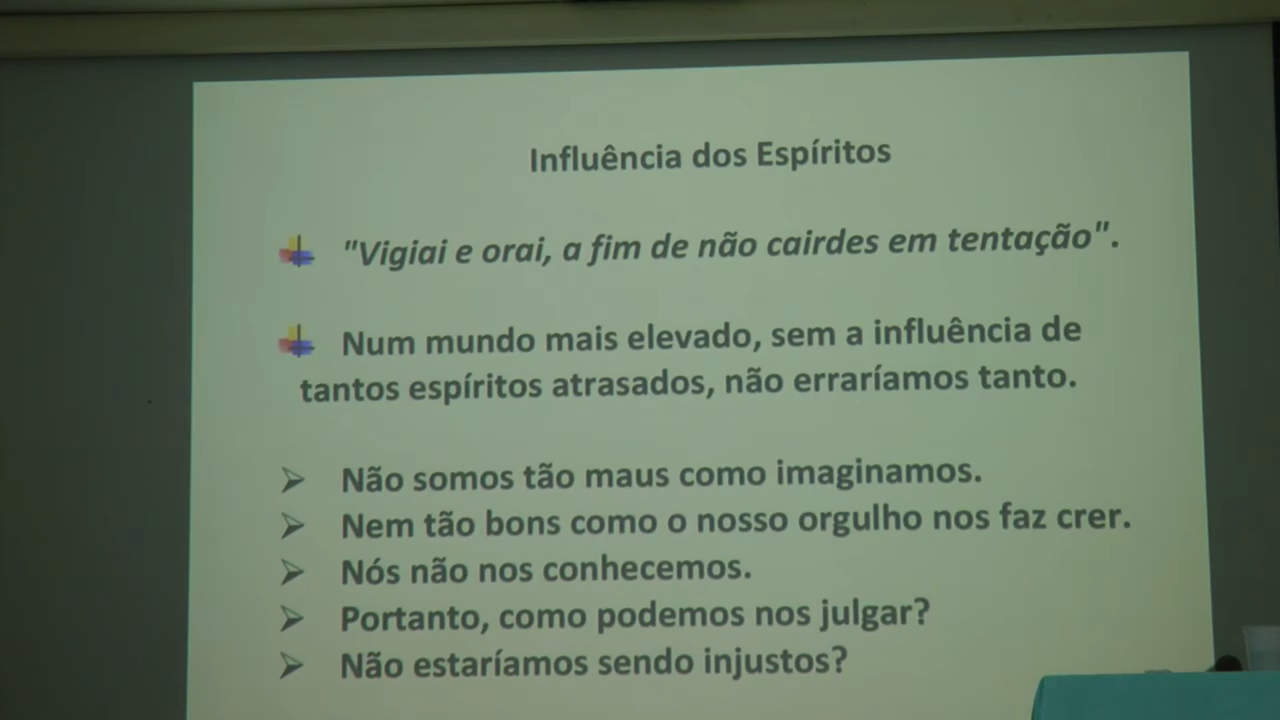 Influência dos Espíritos
"Vigiai e orai, a fim de não cairdes em tentação".
Num mundo mais elevado, sem a influência de
tantos espíritos atrasados, não erraríamos tanto.
Não somos tão maus como imaginamos.
Nem tão bons como o nosso orgulho nos faz crer.
Nós não nos conhecemos.
Portanto, como podemos nos julgar?
Não estaríamos sendo injustos?